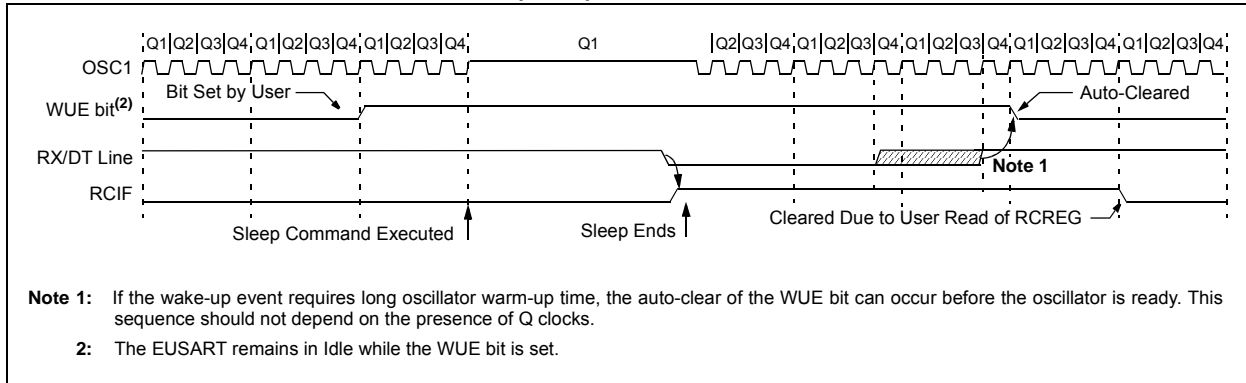 Q1 Q2 Q3 Q4 Q1 Q2 Q3 Q4 Q1 Q2 Q3 Q4 Q1 Q2 Q3 Q4 Q1 Q2 Q3 Q4 Q1 Q2 Q3 Q4 Q1 Q2 Q3 Q4 Q1 Q2 Q3 Q4
OSC1
Bit Set by User
Auto-Cleared
WUE bit(2)
RX/DT Line
Note 1
RCIF
Cleared Due to User Read of RCREG
Sleep Command Executed
Sleep Ends
Note 1: If the wake-up event requires long oscillator warm-up time, the auto-clear of the WUE bit can occur before the oscillator is ready. This
sequence should not depend on the presence of Q clocks.
2: The EUSART remains in Idle while the WUE bit is set.